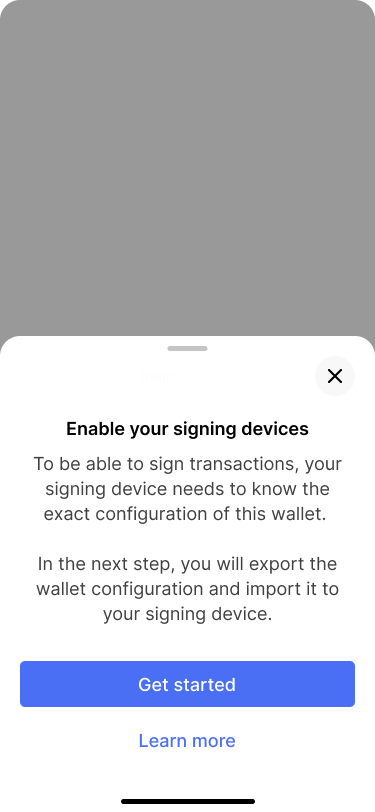 Enable your signing devices
To be able to sign transactions, your
signing device needs to know the
exact configuration of this wallet.
In the next step, you will export the
wallet configuration and import it to
your signing device.
Get started
Learn more